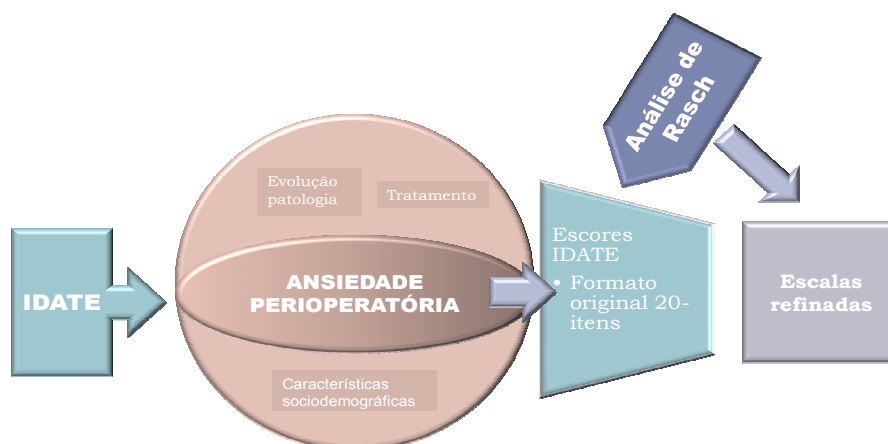 IDATE
Evolução
patologia
Tratamento
ANSIEDADE
PERIOPERATÓRIA
Características
sociodemográficas
Escores
IDATE
• Formato
original 20-
itens
Análise de
Rasch
Escalas
refinadas